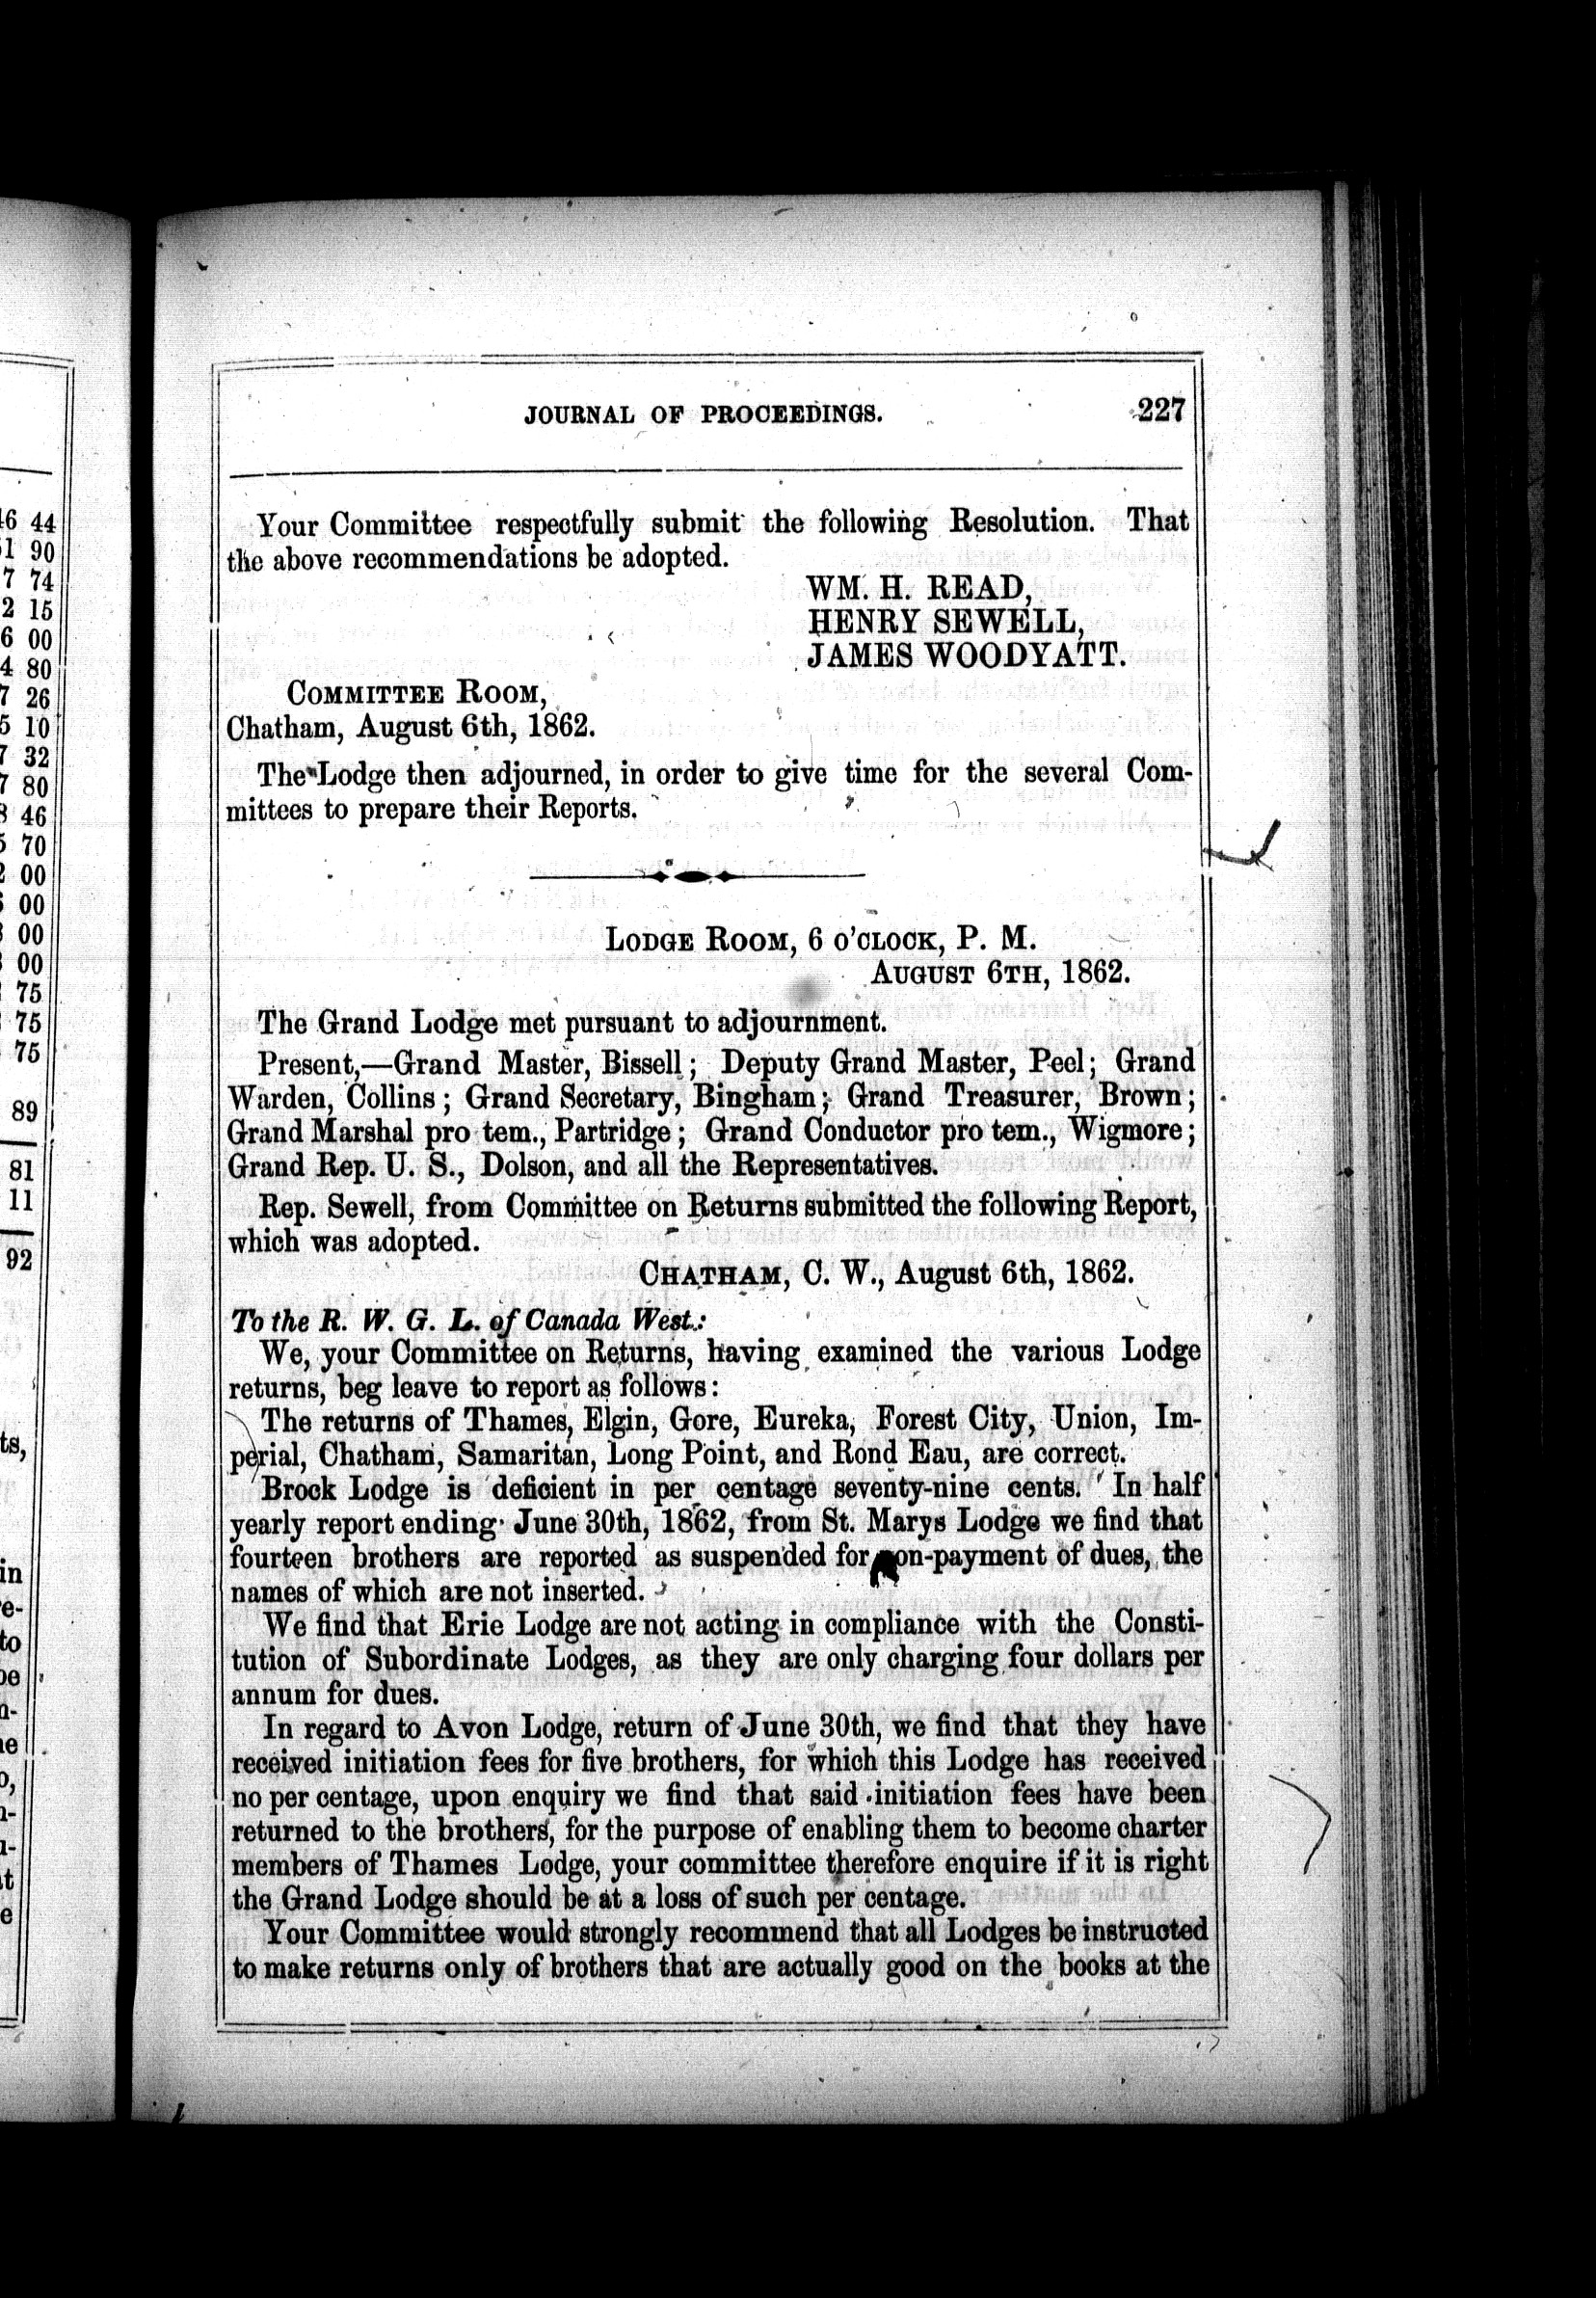 JOURNAL OF PROCEEDINGS. 227
Your Committee respectfully submit the following Resolution. That
the above recommendations be adopted.
WM. H. READ,
HENRY SEWELL,
JAMES WOODYATT.
COMMITTEE ROOM,
Chatham, August 6th, 1862.
The Lodge then adjourned, in order to give time for the several Com-
mittees to prepare their Reports.
LODGE ROOM, 6 O'CLOCK, P. M.
AUGUST 6TH, 1862.
The Grand Lodge met pursuant to adjournment.
Present,—Grand Master, Bissell; Deputy Grand Master, Peel; Grand
Warden, Collins; Grand Secretary, Bingham; Grand Treasurer, Brown;
Grand Marshal pro tem., Partridge; Grand Conductor pro tem., Wigmore;
Grand Rep. U. S., Dolson, and all the Representatives.
Rep. Sewell, from Committee on Returns submitted the following Report,
which was adopted.
CHATHAM, C. W., August 6th, 1862.
To the R. W. G. L. of Canada West.:
We, your Committee on Returns, having examined the various Lodge
returns, beg leave to report as follows:
The returns of Thames, Elgin, Gore, Eureka, Forest City, Union, Im-
perial, Chatham, Samaritan, Long Point, and Rond Eau, are correct.
Brock Lodge is deficient in per centage seventy-nine cents. In half
yearly report ending June 30th, 1862, from St. Marys Lodge we find that
fourteen brothers are reported as suspended for non-payment of dues, the
names of which are not inserted.
We find that Erie Lodge are not acting in compliance with the Consti-
tution of Subordinate Lodges, as they are only charging four dollars per
annum for dues.
In regard to Avon Lodge, return of June 30th, we find that they have
received initiation fees for five brothers, for which this Lodge has received
no per centage, upon enquiry we find that said initiation fees have been
returned to the brothers, for the purpose of enabling them to become charter
members of Thames Lodge, your committee therefore enquire if it is right
the Grand Lodge should be at a loss of such per centage.
Your Committee would strongly recommend that all Lodges be instructed
to make returns only of brothers that are actually good on the books at the